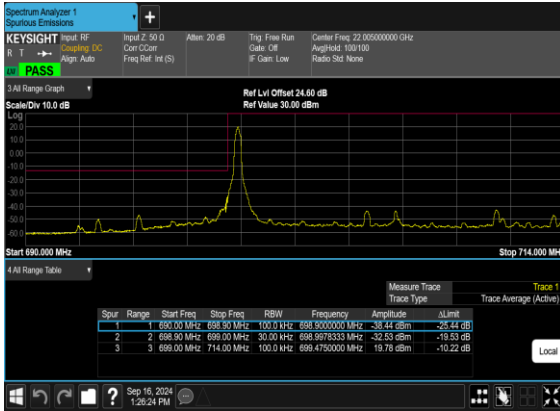 Spectrum Analyzer 1
Spurious Emissions
+
KEYSIGHT
R T
Input: RF
Coupling: DC
Align: Auto
Input Z: 50 Ω
Corr CCorr
Freq Ref: Int (S)
Atten: 20 dB
Trig: Free Run
Gate: Off
IF Gain: Low
Center Freq: 22.005000000 GHz
Avg|Hold: 100/100
Radio Std: None
PASS
3 All Range Graph
Scale/Div 10.0 dB
Ref Lvl Offset 24.60 dB
Ref Value 30.00 dBm
Log
20.0
10.0
0.00
-10.0
-20.0
-30.0
-40.0
-50.0
-60.0
Start 690.000 MHz
Stop 714.000 MH
4 All Range Table
Measure Trace Trace 1
Trace Type Trace Average (Active)
Spur Range Start Freq Stop Freq RBW Frequency Amplitude ΔLimit
1 1 690.00 MHz 698.90 MHz 100.0 kHz 698.9000000 MHz -38.44 dBm -25.44 dB
2 2 698.90 MHz 699.00 MHz 30.00 kHz 698.9978333 MHz -32.53 dBm -19.53 dB
3 3 699.00 MHz 714.00 MHz 100.0 kHz 699.4750000 MHz 19.78 dBm -10.22 dB
Local
?
Sep 16, 2024
1:26:24 PM